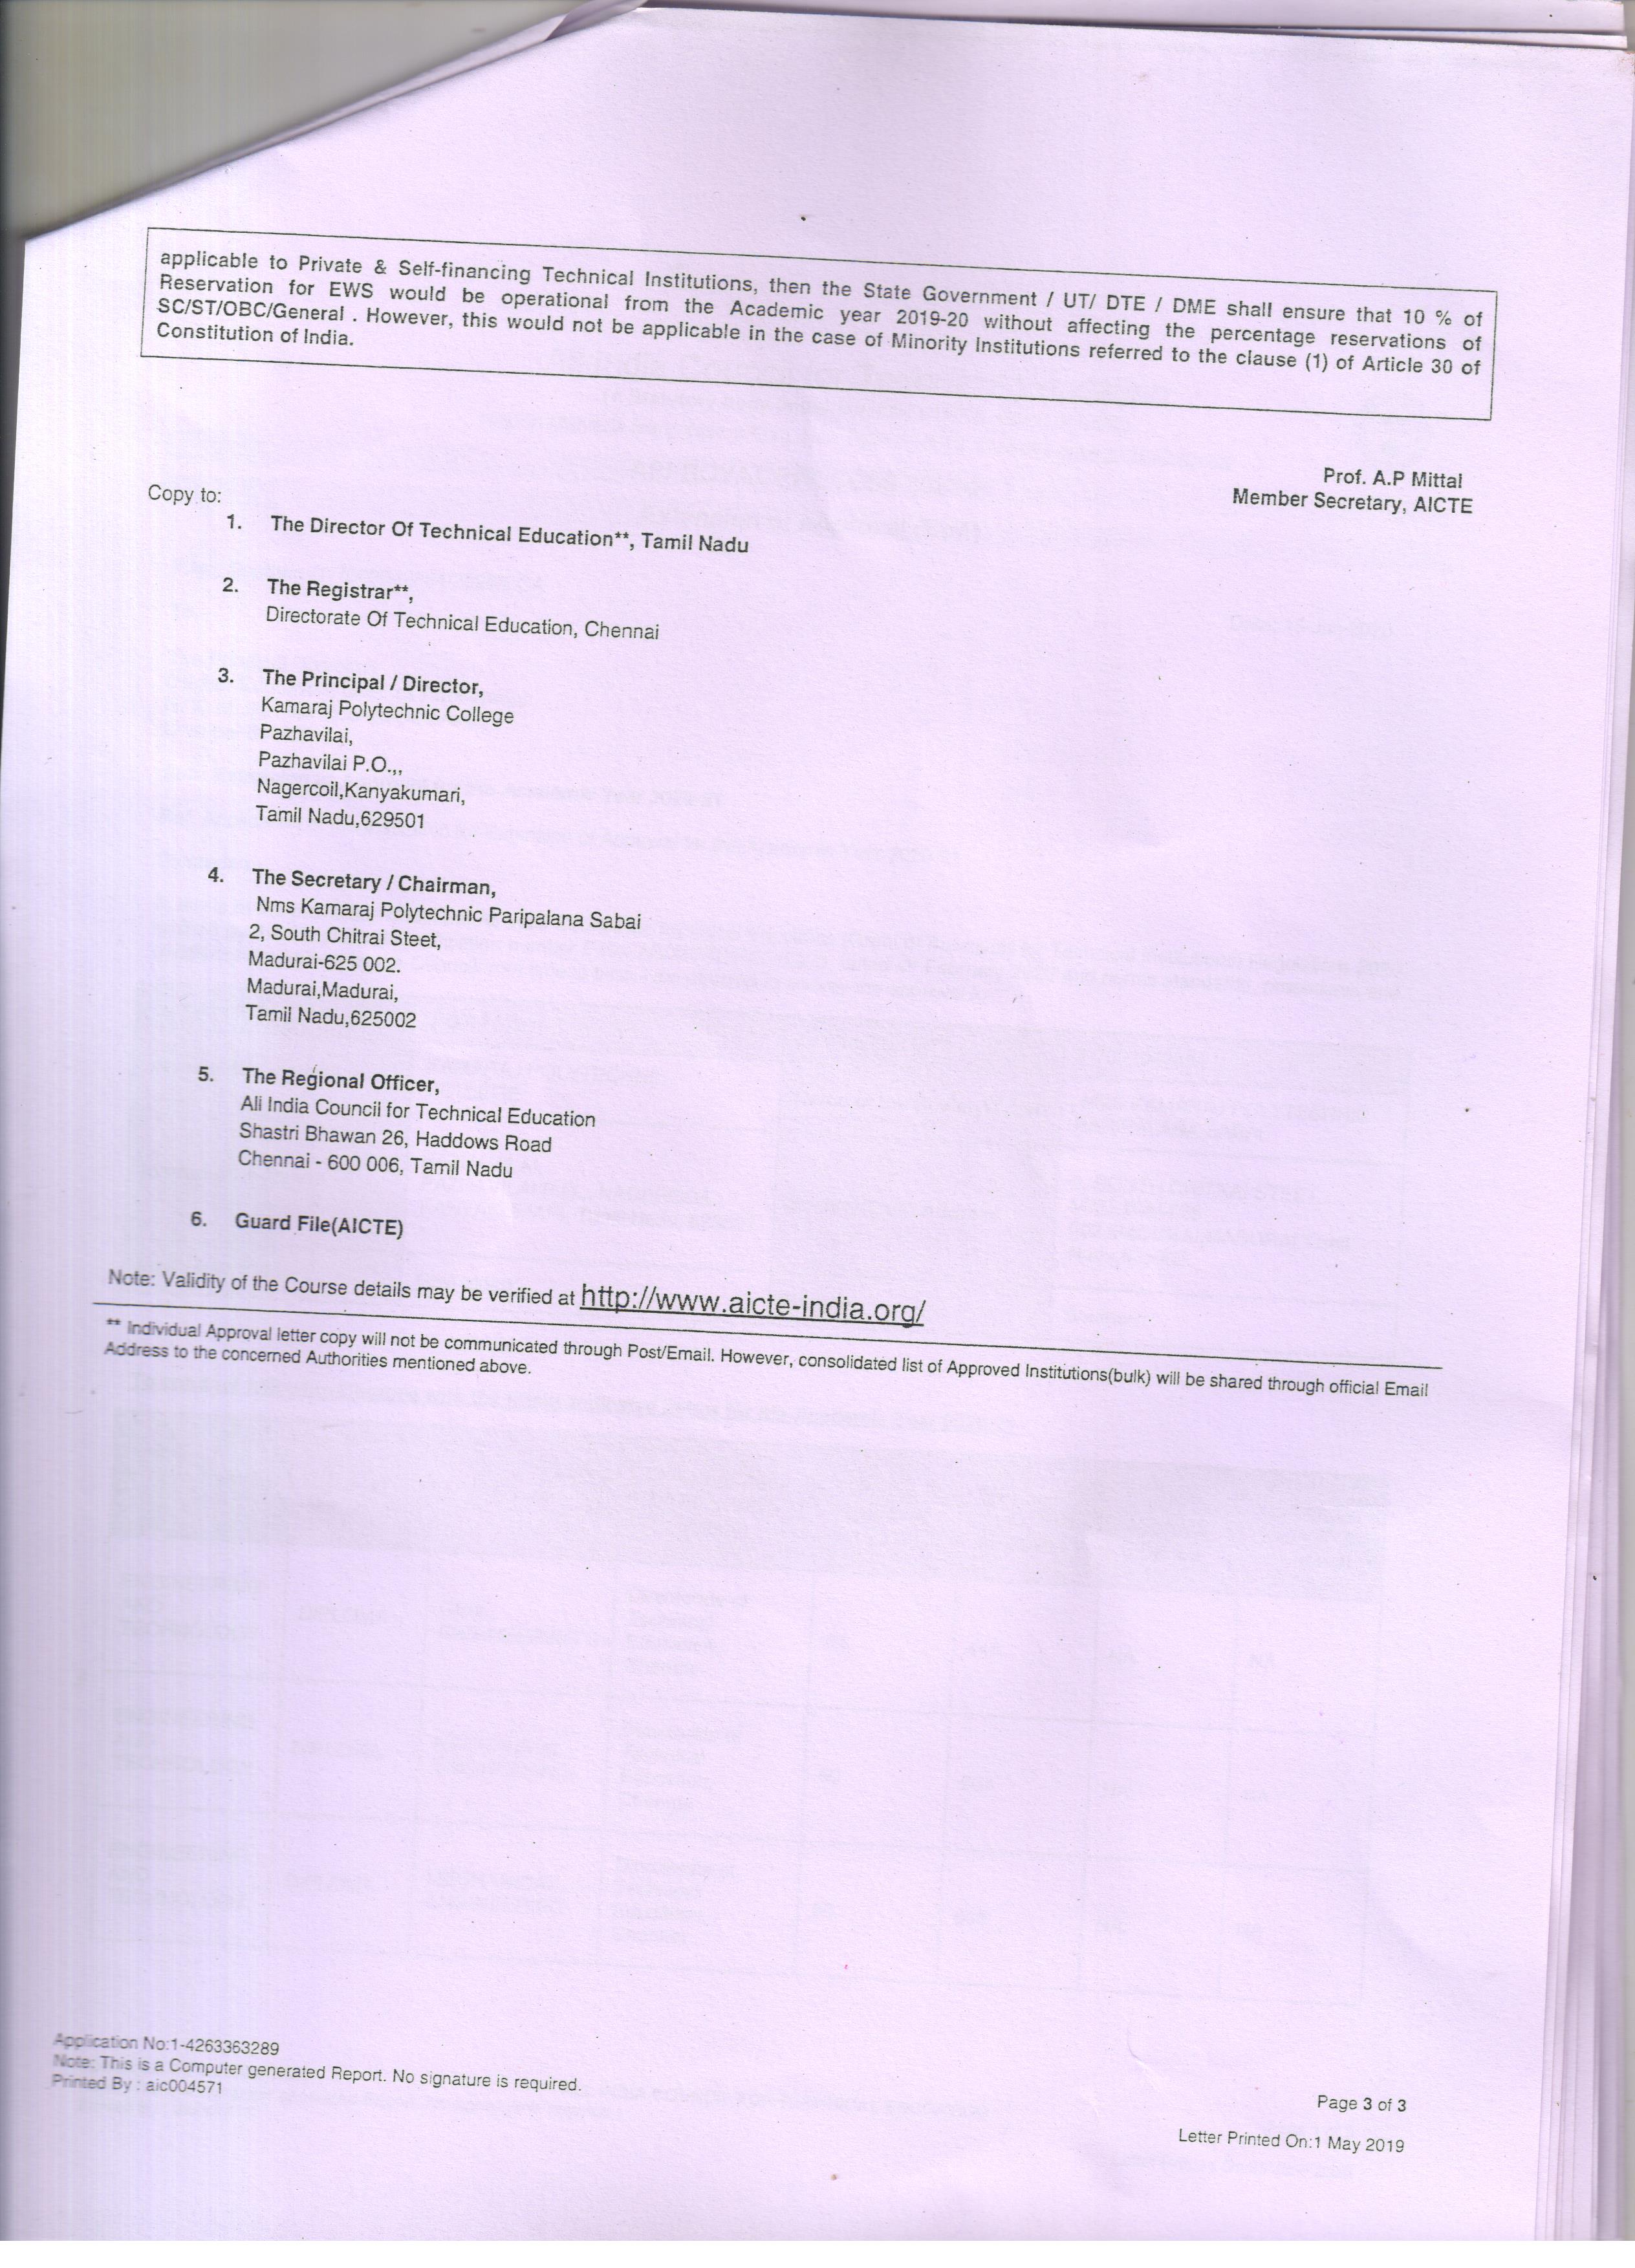 applicable to Private & Self-financing Technical Institutions, then the State Government / UT/ DTE / DME shall ensure that 10 % of
Reservation for EWS would be operational from the Academic year 2019-20 without affecting the percentage reservations of
SC/ST/OBC/General . However, this would not be applicable in the case of Minority Institutions referred to the clause (1) of Article 30 of
Constitution of India.
Prof. A.P Mittal
Member Secretary, AICTE
Copy to:
1. The Director Of Technical Education**, Tamil Nadu
2. The Registrar**,
Directorate Of Technical Education, Chennai
3. The Principal / Director,
Kamaraj Polytechnic College
Pazhavilai,
Pazhavilai P.O.,,
Nagercoil,Kanyakumari,
Tamil Nadu,629501
4. The Secretary / Chairman,
Nms Kamaraj Polytechnic Paripalana Sabai
2, South Chitrai Steet,
Madurai-625 002.
Madurai,Madurai,
Tamil Nadu,625002
5. The Regional Officer,
All India Council for Technical Education
Shastri Bhawan 26, Haddows Road
Chennai - 600 006, Tamil Nadu
6. Guard File(AICTE)
Note: Validity of the Course details may be verified at http://www.aicte-india.org/
** Individual Approval letter copy will not be communicated through Post/Email. However, consolidated list of Approved Institutions(bulk) will be shared through official Email
Address to the concerned Authorities mentioned above.
Application No:1-4263363289
Note: This is a Computer generated Report. No signature is required.
Printed By : aic004571
Page 3 of 3
Letter Printed On:1 May 2019